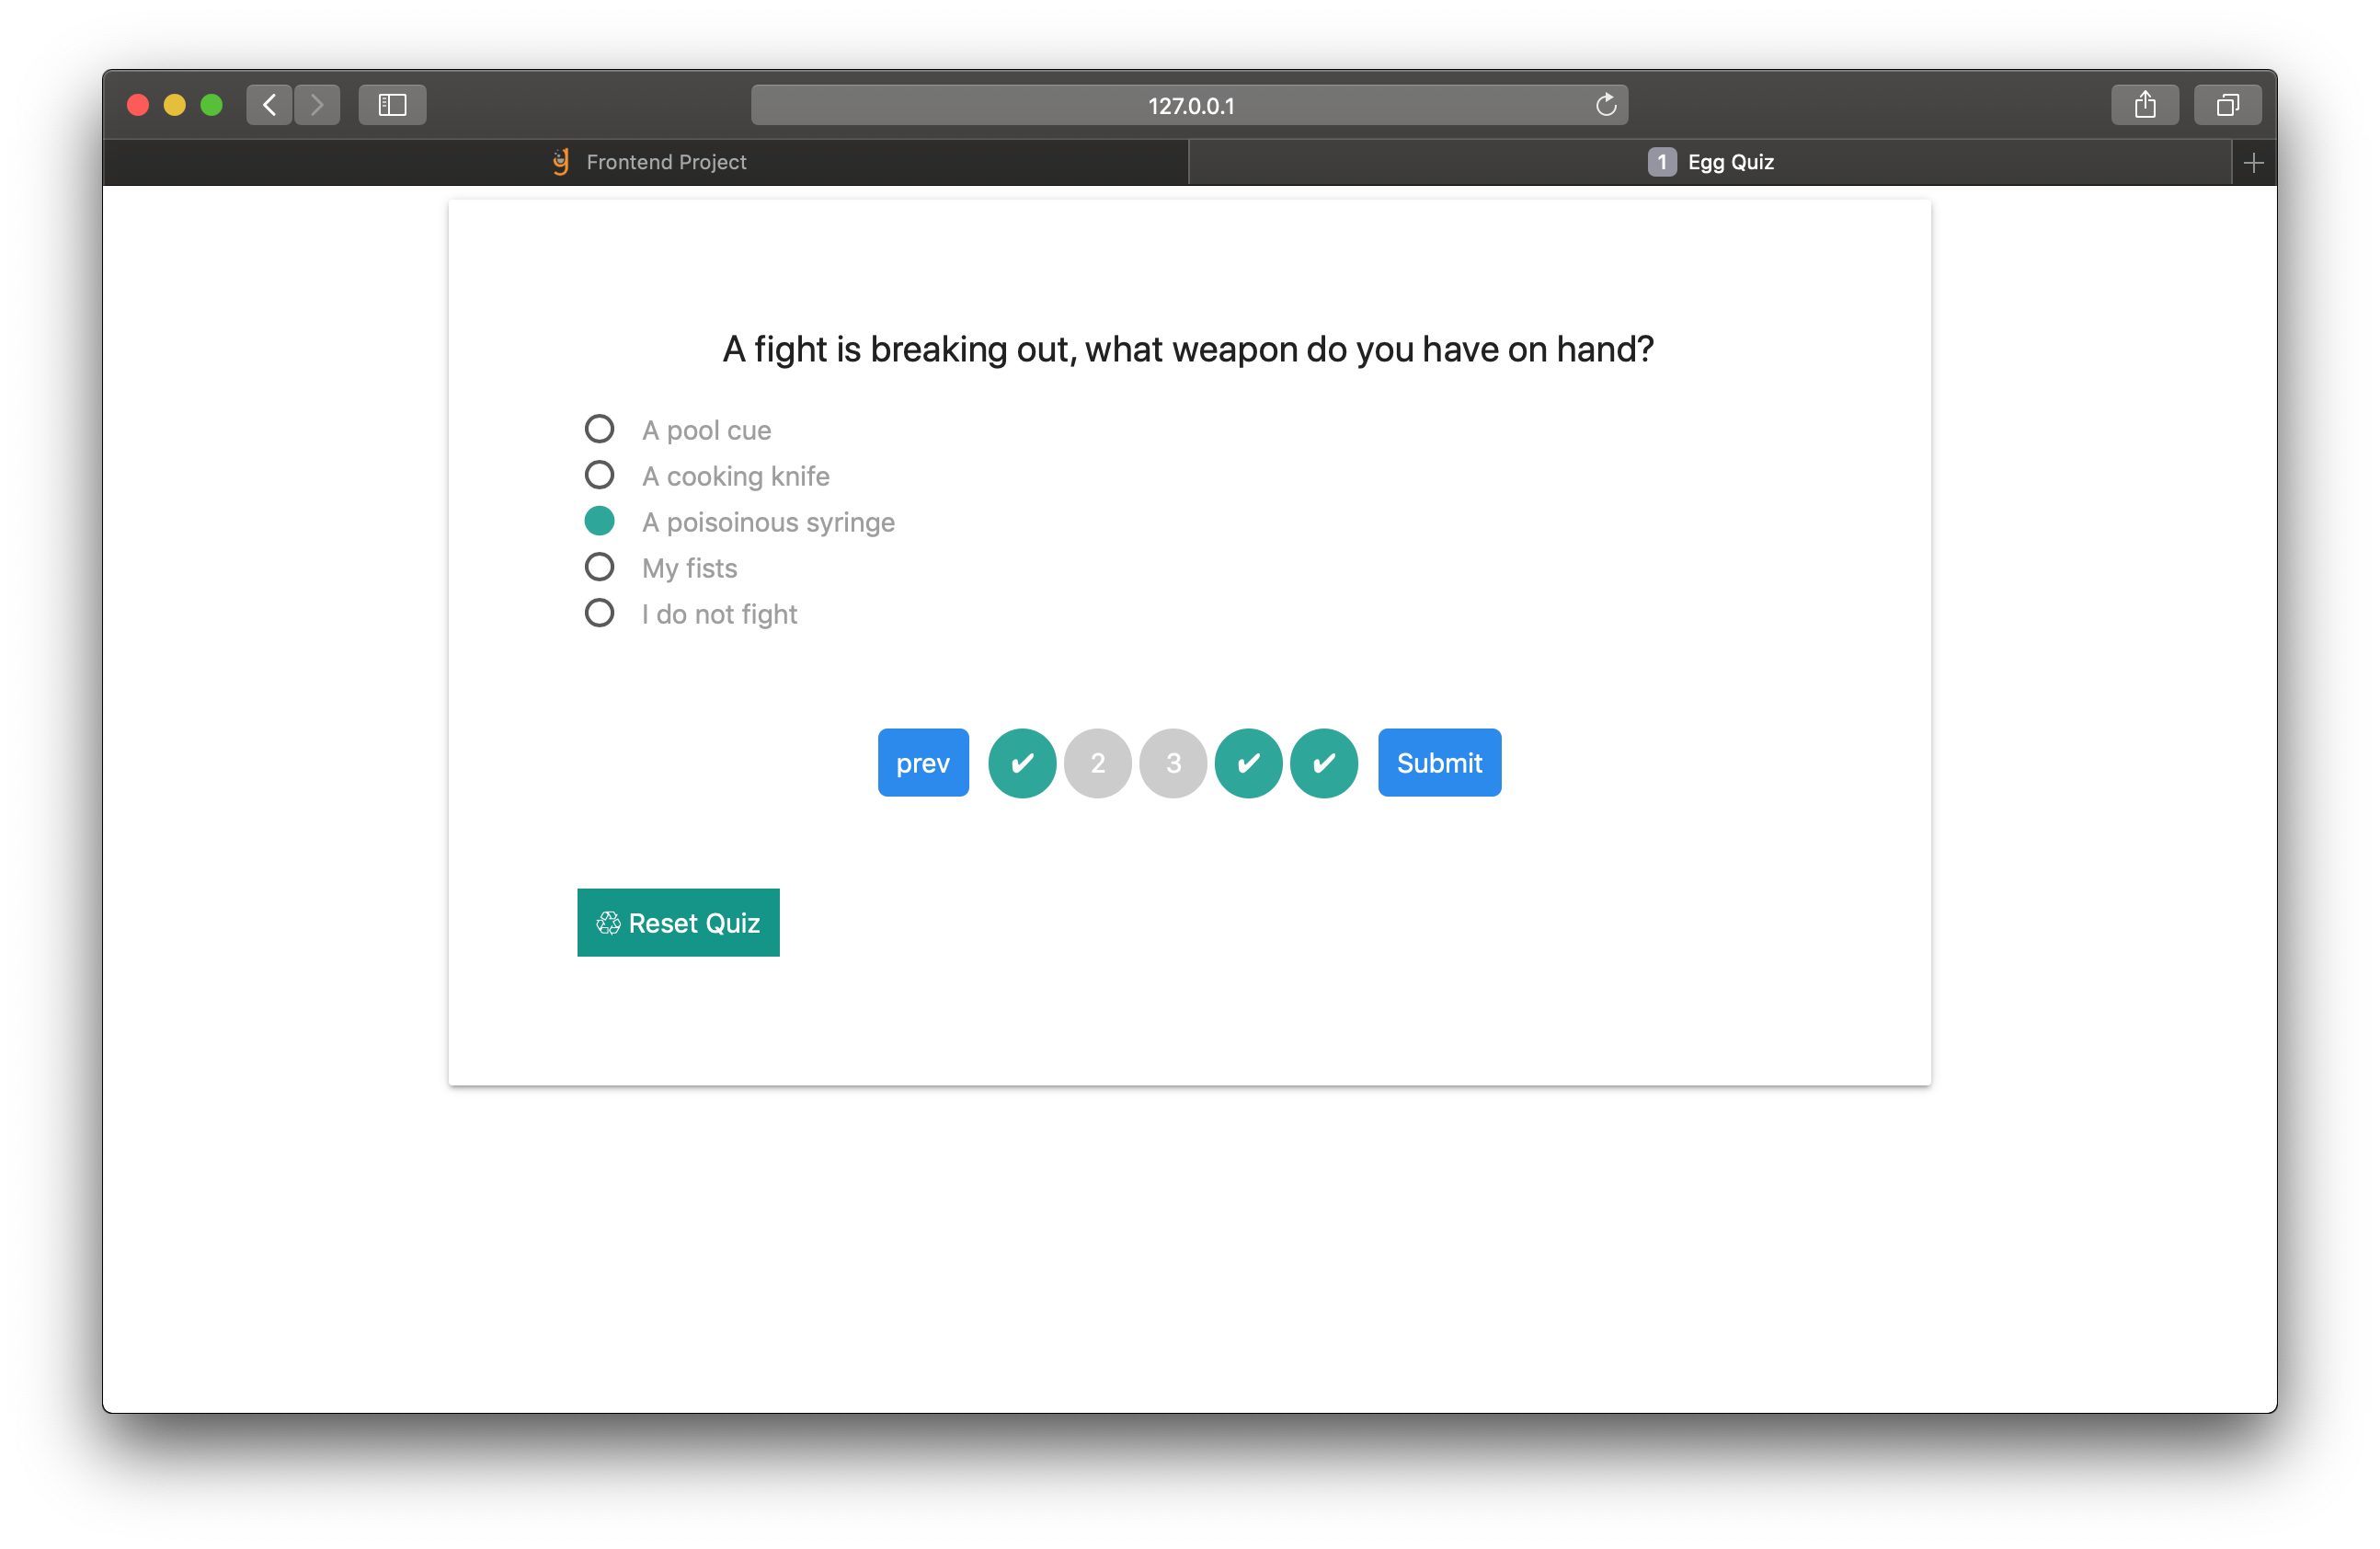 127.0.0.1
Frontend Project
1 Egg Quiz
A fight is breaking out, what weapon do you have on hand?
A pool cue
A cooking knife
A poisoinous syringe
My fists
I do not fight
prev ✔ 2 3 ✔ ✔ Submit
♲ Reset Quiz